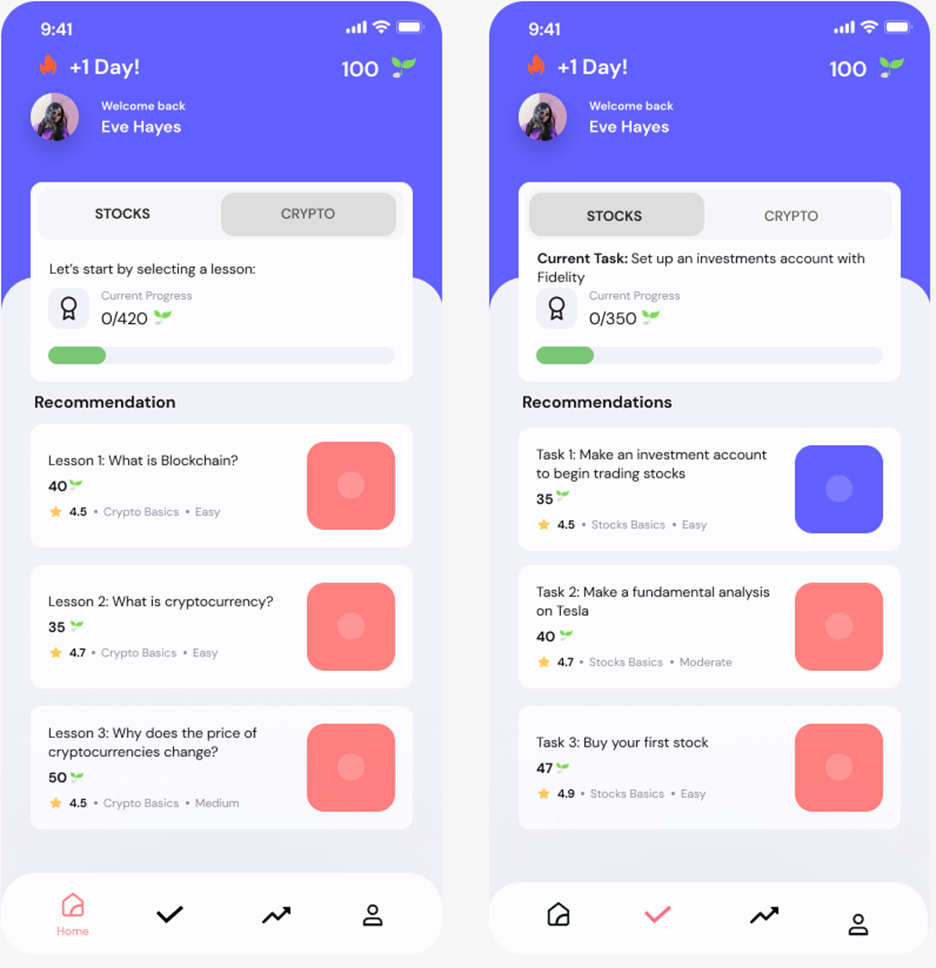 9:41
+1 Day!
100
Welcome back
Eve Hayes
STOCKS
CRYPTO
Let's start by selecting a lesson:
Current Progress
0/420
Recommendation
Lesson 1: What is Blockchain?
40
4.5 • Crypto Basics • Easy
Lesson 2: What is cryptocurrency?
35
4.7 • Crypto Basics • Easy
Lesson 3: Why does the price of
cryptocurrencies change?
50
4.5 • Crypto Basics • Medium
Home
9:41
+1 Day!
100
Welcome back
Eve Hayes
STOCKS
CRYPTO
Current Task: Set up an investments account with
Fidelity
Current Progress
0/350
Recommendations
Task 1: Make an investment account
to begin trading stocks
35
4.5 • Stocks Basics • Easy
Task 2: Make a fundamental analysis
on Tesla
40
4.7 • Stocks Basics • Moderate
Task 3: Buy your first stock
47
4.9 • Stocks Basics • Easy